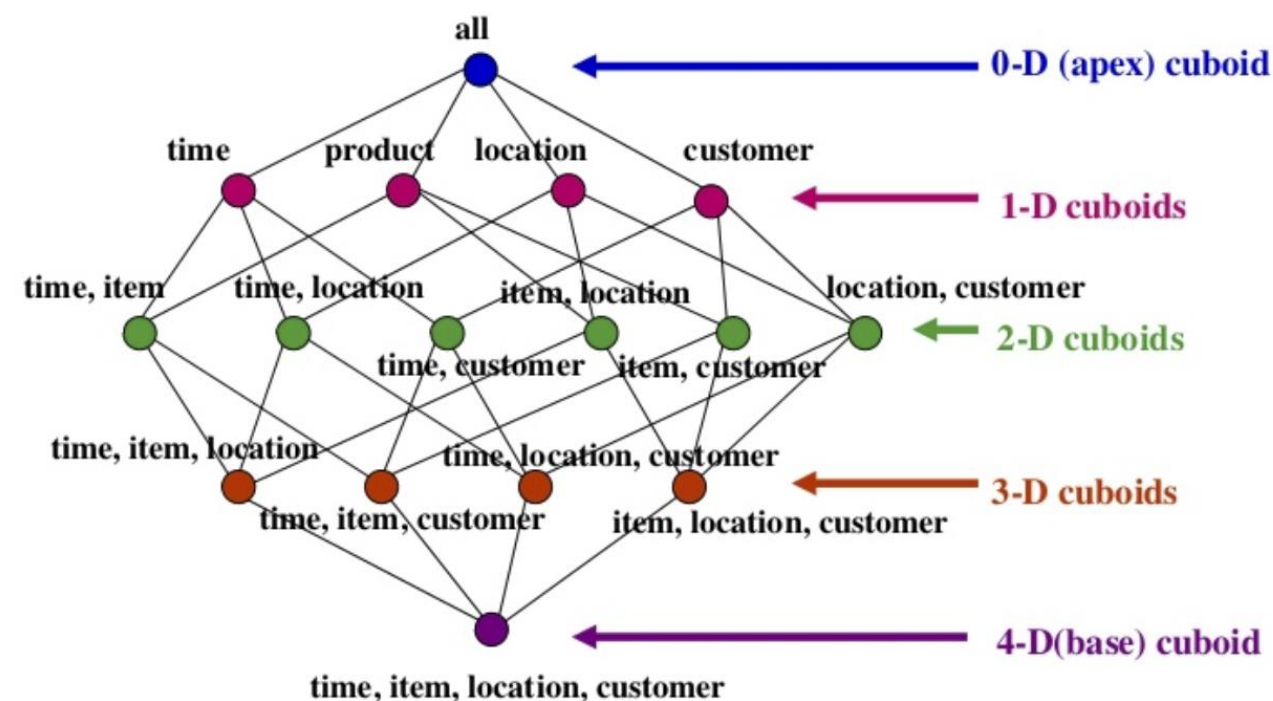 all
0-D (apex) cuboid
time
product
location
customer
1-D cuboids
time, item
time, location
item, location
location, customer
2-D cuboids
time, customer
item, customer
time, item, location
time, location, customer
3-D cuboids
time, item, customer
item, location, customer
4-D(base) cuboid
time, item, location, customer